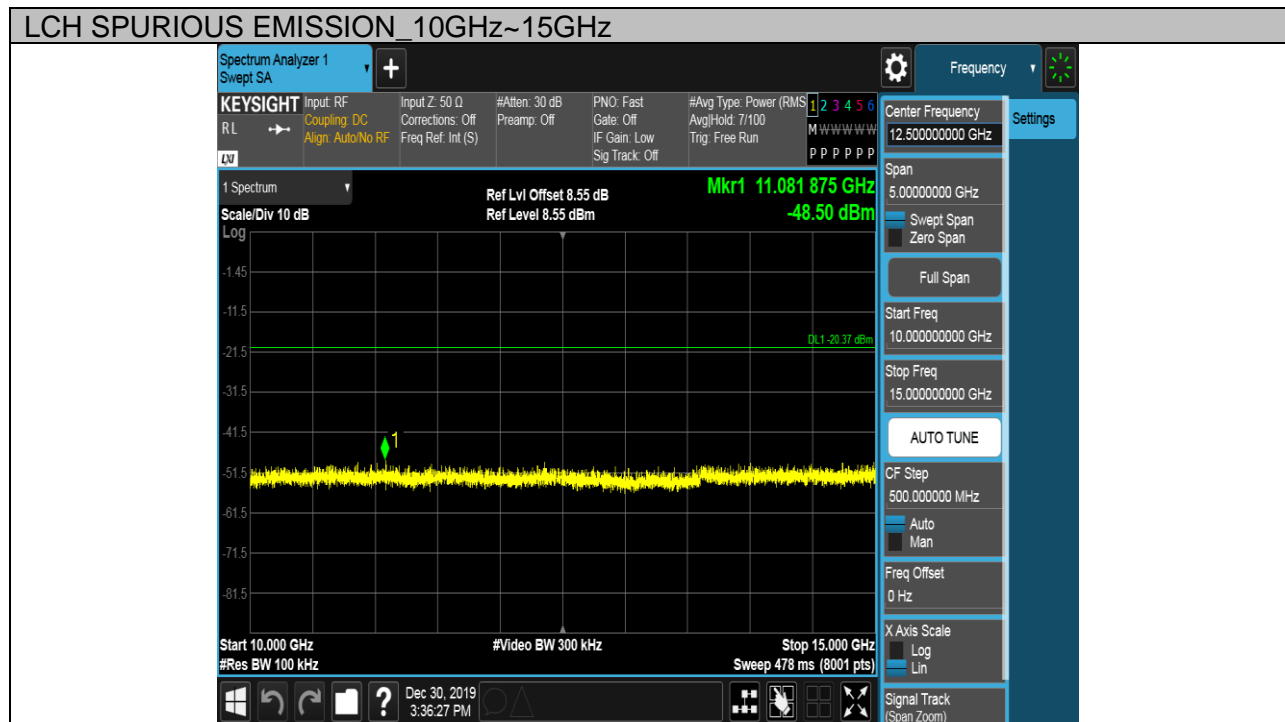 LCH SPURIOUS EMISSION_10GHz~15GHz
Spectrum Analyzer 1
Swept SA
+
Frequency
KEYSIGHT
RL
LXI
Input: RF
Coupling: DC
Align: Auto/No RF
Input Z: 50 Ω
Corrections: Off
Freq Ref: Int (S)
#Atten: 30 dB
Preamp: Off
PNO: Fast
Gate: Off
IF Gain: Low
Sig Track: Off
#Avg Type: Power (RMS
Avg|Hold: 7/100
Trig: Free Run
1 2 3 4 5 6
M W W W W W
P P P P P P
1 Spectrum
Scale/Div 10 dB
Log
Ref Lvl Offset 8.55 dB
Ref Level 8.55 dBm
Mkr1 11.081 875 GHz
-48.50 dBm
-1.45
-11.5
DL1 -20.37 dBm
-21.5
-31.5
-41.5
1
-51.5
-61.5
-71.5
-81.5
Start 10.000 GHz
#Res BW 100 kHz
#Video BW 300 kHz
Stop 15.000 GHz
Sweep 478 ms (8001 pts)
?
Dec 30, 2019
3:36:27 PM
Center Frequency
12.500000000 GHz
Span
5.00000000 GHz
Swept Span
Zero Span
Full Span
Start Freq
10.000000000 GHz
Stop Freq
15.000000000 GHz
AUTO TUNE
CF Step
500.000000 MHz
Auto
Man
Freq Offset
0 Hz
X Axis Scale
Log
Lin
Signal Track
(Span Zoom)
Settings